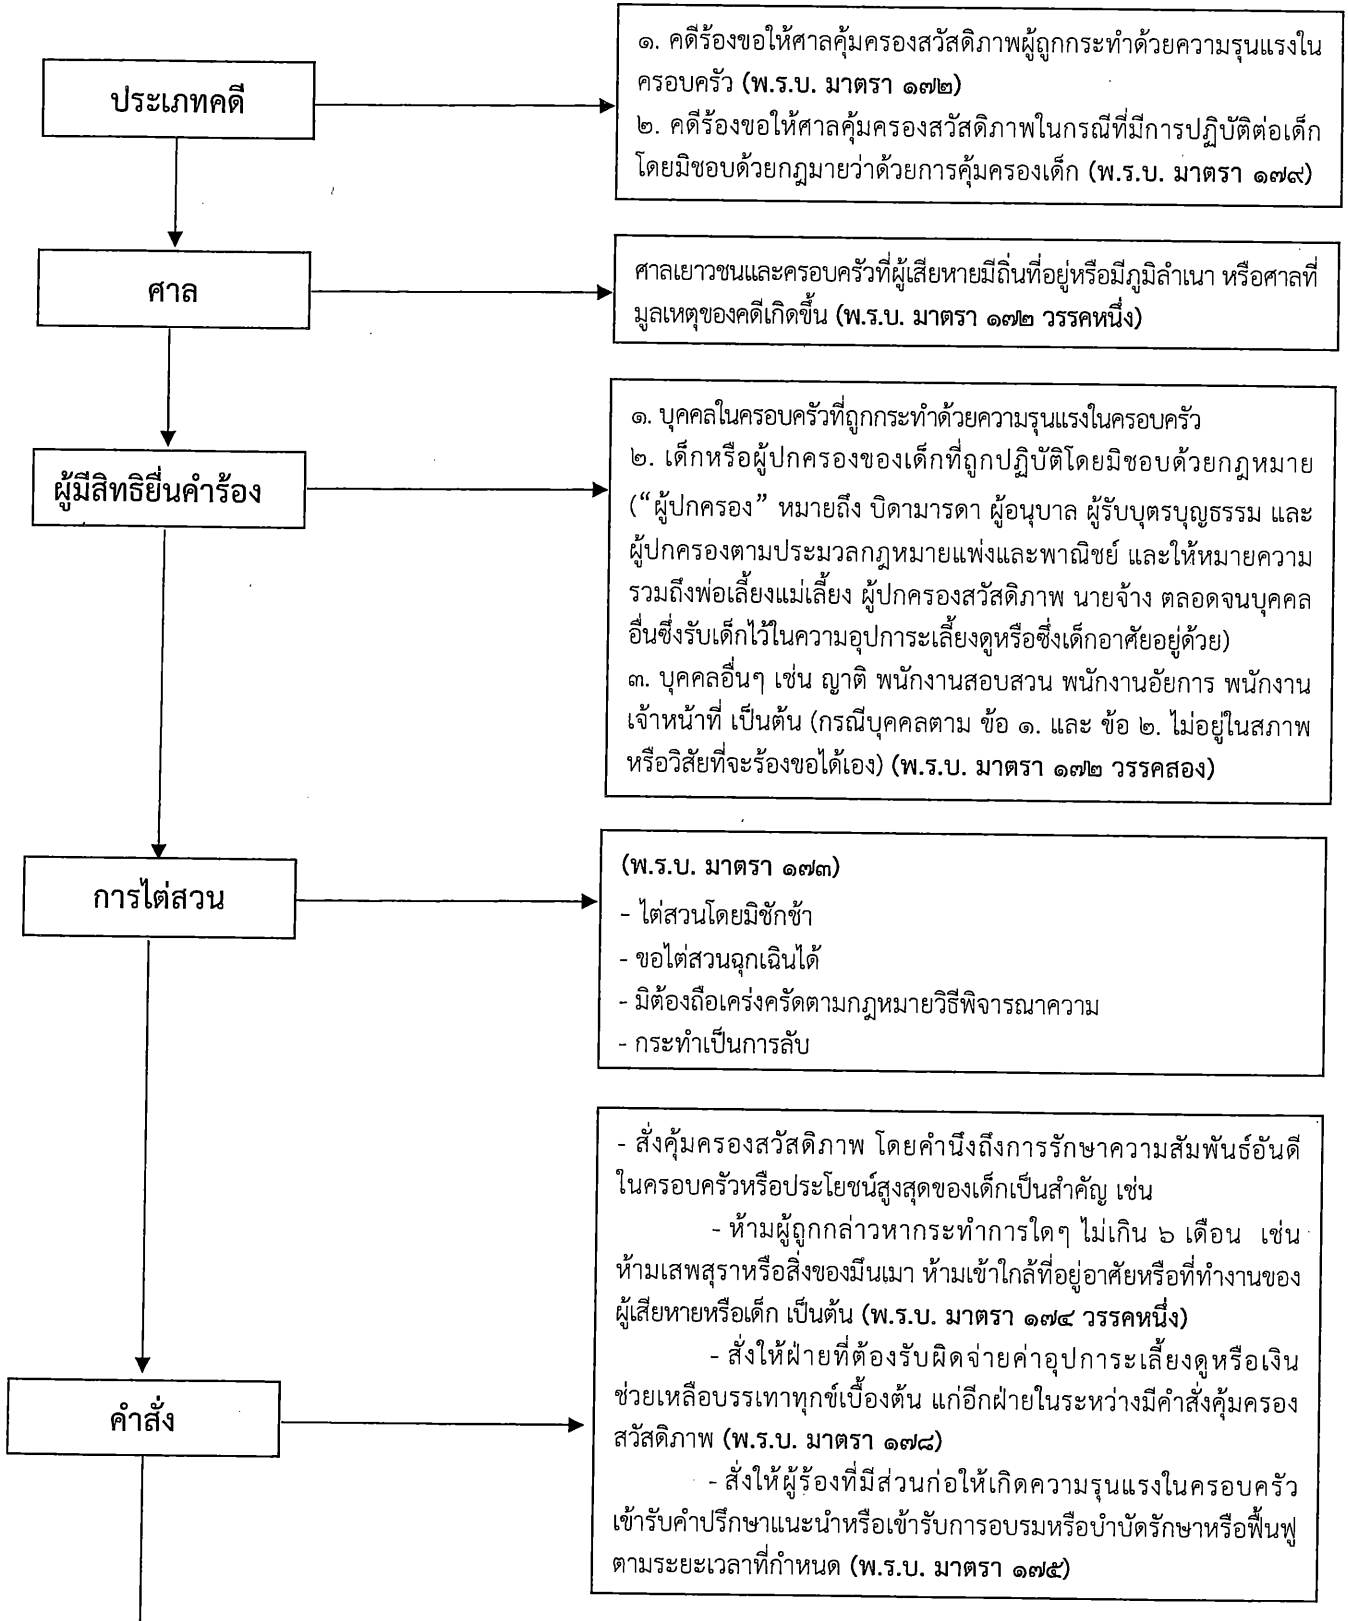 ประเภทคดี
๑. คดีร้องขอให้ศาลคุ้มครองสวัสดิภาพผู้ถูกกระทำด้วยความรุนแรงใน
ครอบครัว (พ.ร.บ. มาตรา ๑๗๒)
๒. คดีร้องขอให้ศาลคุ้มครองสวัสดิภาพในกรณีที่มีการปฏิบัติต่อเด็ก
โดยมิชอบด้วยกฎมายว่าด้วยการคุ้มครองเด็ก (พ.ร.บ. มาตรา ๑๗๙)
ศาล
ศาลเยาวชนและครอบครัวที่ผู้เสียหายมีถิ่นที่อยู่หรือมีภูมิลำเนา หรือศาลที่
มูลเหตุของคดีเกิดขึ้น (พ.ร.บ. มาตรา ๑๗๒ วรรคหนึ่ง)
ผู้มีสิทธิยื่นคำร้อง
๑. บุคคลในครอบครัวที่ถูกกระทำด้วยความรุนแรงในครอบครัว
๒. เด็กหรือผู้ปกครองของเด็กที่ถูกปฏิบัติโดยมิชอบด้วยกฎหมาย
(“ผู้ปกครอง” หมายถึง บิดามารดา ผู้อนุบาล ผู้รับบุตรบุญธรรม และ
ผู้ปกครองตามประมวลกฎหมายแพ่งและพาณิชย์ และให้หมายความ
รวมถึงพ่อเลี้ยงแม่เลี้ยง ผู้ปกครองสวัสดิภาพ นายจ้าง ตลอดจนบุคคล
อื่นซึ่งรับเด็กไว้ในความอุปการะเลี้ยงดูหรือซึ่งเด็กอาศัยอยู่ด้วย)
๓. บุคคลอื่นๆ เช่น ญาติ พนักงานสอบสวน พนักงานอัยการ พนักงาน
เจ้าหน้าที่ เป็นต้น (กรณีบุคคลตาม ข้อ ๑. และ ข้อ ๒. ไม่อยู่ในสภาพ
หรือวิสัยที่จะร้องขอได้เอง) (พ.ร.บ. มาตรา ๑๗๒ วรรคสอง)
การไต่สวน
(พ.ร.บ. มาตรา ๑๗๓)
- ไต่สวนโดยมิชักช้า
- ขอไต่สวนฉุกเฉินได้
- มิต้องถือเคร่งครัดตามกฎหมายวิธีพิจารณาความ
- กระทำเป็นการลับ
คำสั่ง
- สั่งคุ้มครองสวัสดิภาพ โดยคำนึงถึงการรักษาความสัมพันธ์อันดี
ในครอบครัวหรือประโยชน์สูงสุดของเด็กเป็นสำคัญ เช่น
- ห้ามผู้ถูกกล่าวหากระทำการใดๆ ไม่เกิน ๖ เดือน เช่น
ห้ามเสพสุราหรือสิ่งของมึนเมา ห้ามเข้าใกล้ที่อยู่อาศัยหรือที่ทำงานของ
ผู้เสียหายหรือเด็ก เป็นต้น (พ.ร.บ. มาตรา ๑๗๔ วรรคหนึ่ง)
- สั่งให้ฝ่ายที่ต้องรับผิดจ่ายค่าอุปการะเลี้ยงดูหรือเงิน
ช่วยเหลือบรรเทาทุกข์เบื้องต้น แก่อีกฝ่ายในระหว่างมีคำสั่งคุ้มครอง
สวัสดิภาพ (พ.ร.บ. มาตรา ๑๗๘)
- สั่งให้ผู้ร้องที่มีส่วนก่อให้เกิดความรุนแรงในครอบครัว
เข้ารับคำปรึกษาแนะนำหรือเข้ารับการอบรมหรือบำบัดรักษาหรือฟื้นฟู
ตามระยะเวลาที่กำหนด (พ.ร.บ. มาตรา ๑๗๕)